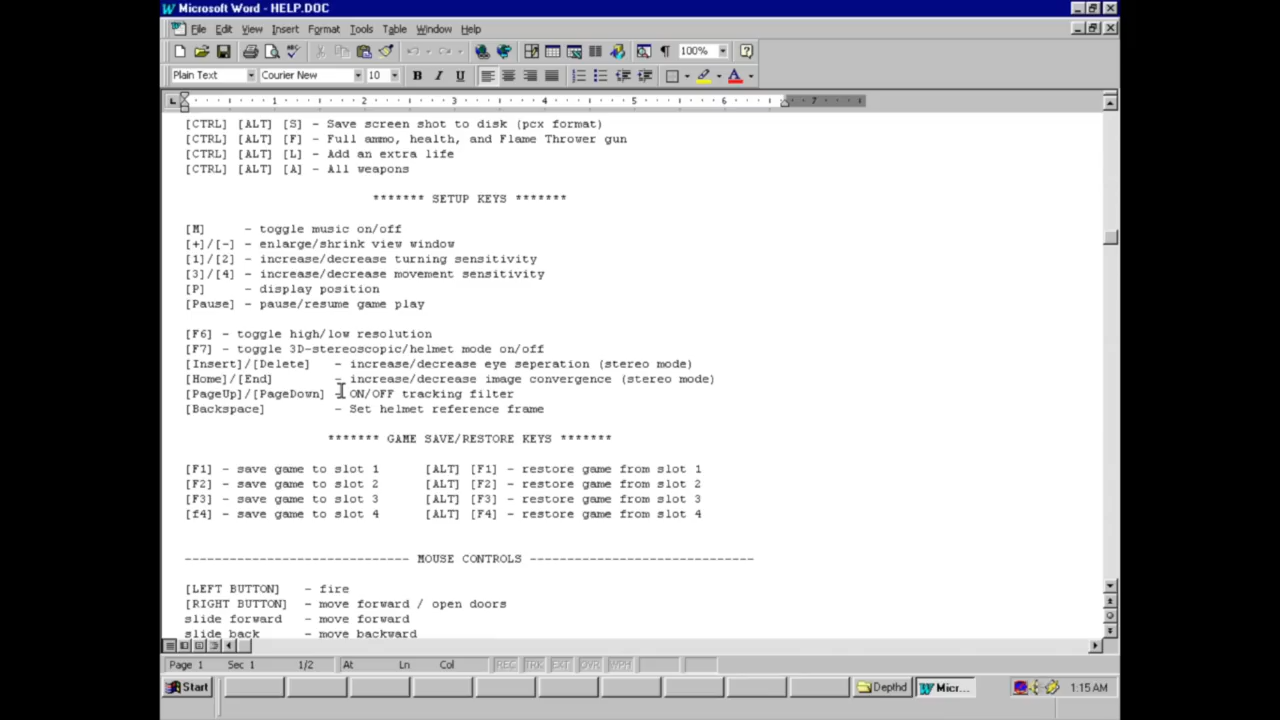 Microsoft Word - HELP.DOC
File Edit View Insert Format Tools Table Window Help
100%
Plain Text Courier New 10 B I U A
1 2 3 4 5 6 7
[CTRL] [ALT] [S] - Save screen shot to disk (pcx format)
[CTRL] [ALT] [F] - Full ammo, health, and Flame Thrower gun
[CTRL] [ALT] [L] - Add an extra life
[CTRL] [ALT] [A] - All weapons
******* SETUP KEYS *******
[M] - toggle music on/off
[+]/[-] - enlarge/shrink view window
[1]/[2] - increase/decrease turning sensitivity
[3]/[4] - increase/decrease movement sensitivity
[P] - display position
[Pause] - pause/resume game play
[F6] - toggle high/low resolution
[F7] - toggle 3D-stereoscopic/helmet mode on/off
[Insert]/[Delete] - increase/decrease eye seperation (stereo mode)
[Home]/[End] - increase/decrease image convergence (stereo mode)
[PageUp]/[PageDown] - ON/OFF tracking filter
[Backspace] - Set helmet reference frame
******* GAME SAVE/RESTORE KEYS *******
[F1] - save game to slot 1 [ALT] [F1] - restore game from slot 1
[F2] - save game to slot 2 [ALT] [F2] - restore game from slot 2
[F3] - save game to slot 3 [ALT] [F3] - restore game from slot 3
[f4] - save game to slot 4 [ALT] [F4] - restore game from slot 4
------------------------------ MOUSE CONTROLS ------------------------------
[LEFT BUTTON] - fire
[RIGHT BUTTON] - move forward / open doors
slide forward - move forward
slide back - move backward
Page 1 Sec 1 1/2 At Ln Col REC TRK EXT OVR WPH
Start Depthd Micr... 1:15 AM